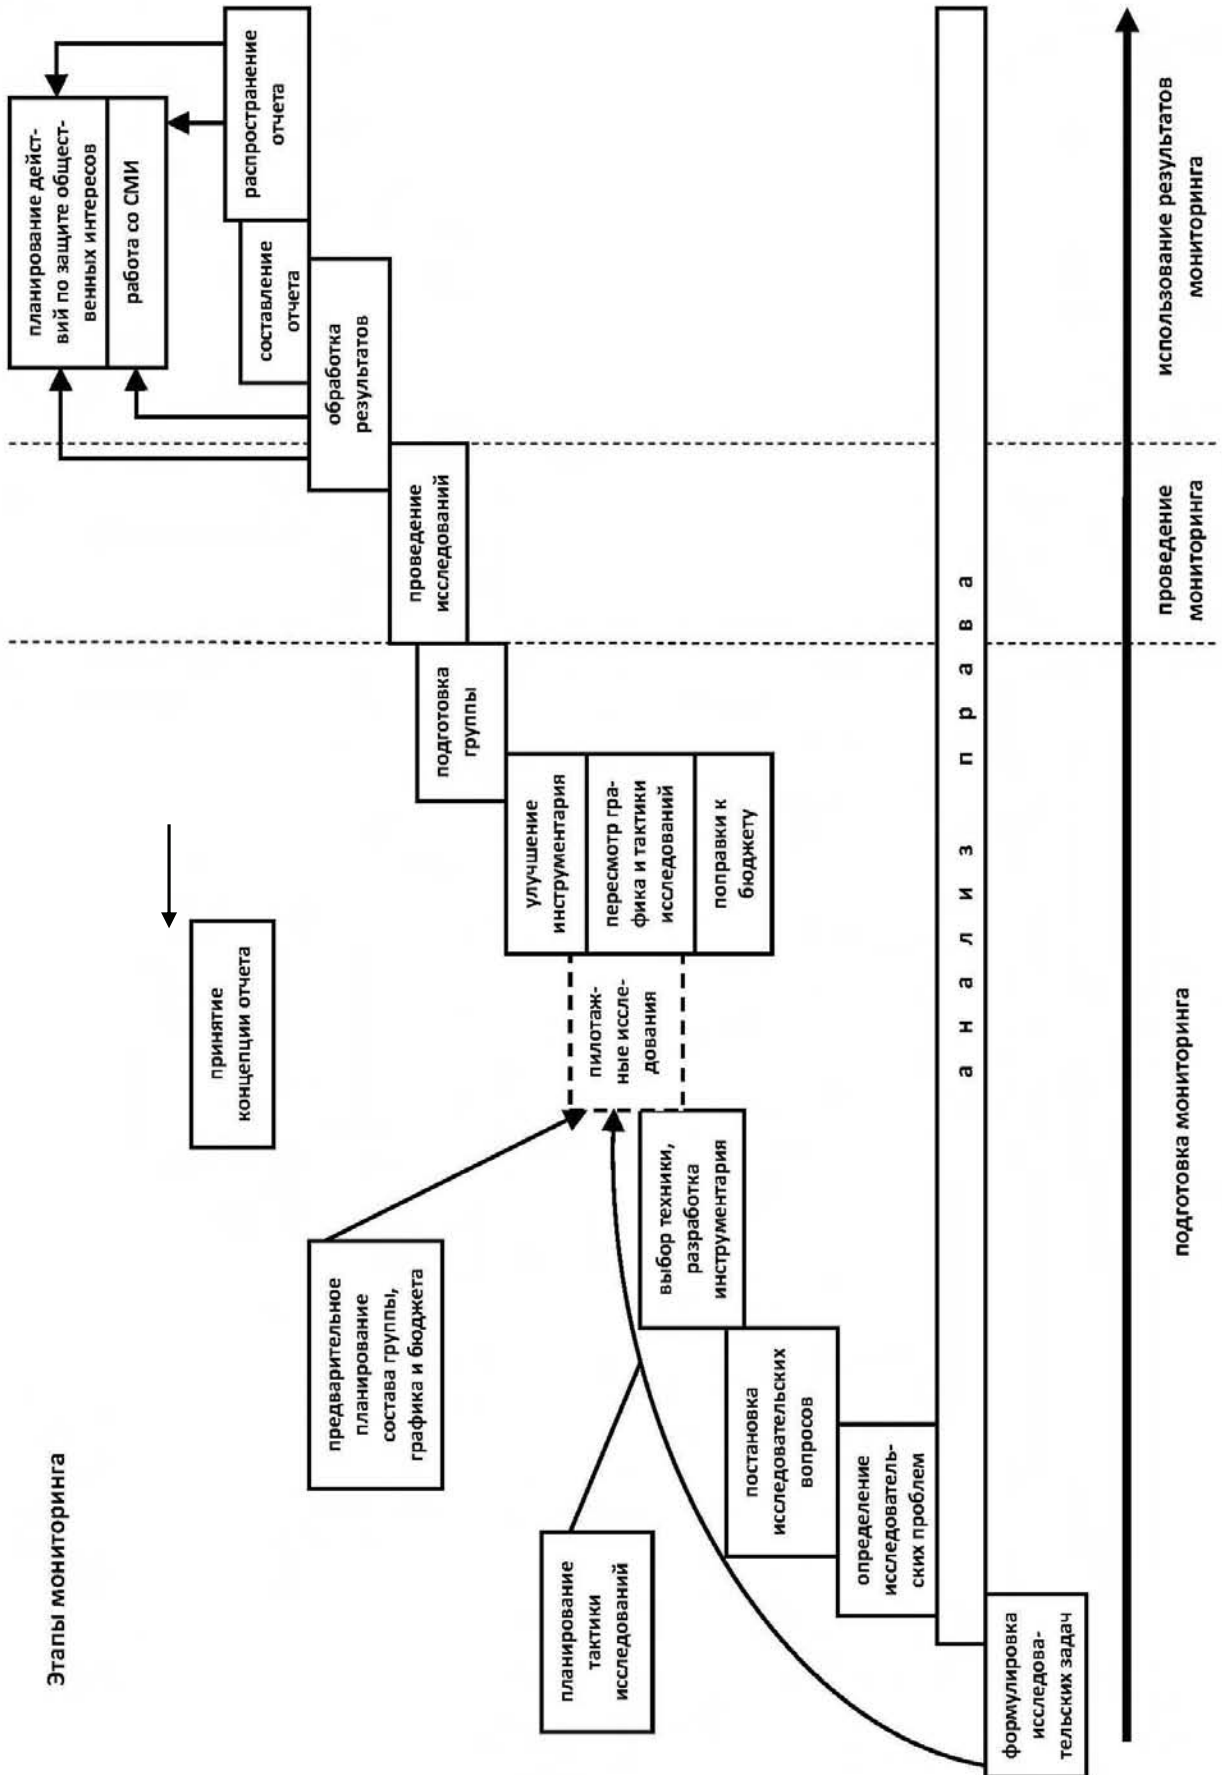 Этапы мониторинга
планирование дейст-
вий по защите общест-
венных интересов
работа со СМИ
распространение
отчета
составление
отчета
обработка
результатов
проведение
исследований
подготовка
группы
принятие
концепции отчета
улучшение
инструментария
пересмотр гра-
фика и тактики
исследований
поправки к
бюджету
пилотаж-
ные иссле-
дования
предварительное
планирование
состава группы,
графика и бюджета
выбор техники,
разработка
инструментария
планирование
тактики
исследований
постановка
исследовательских
вопросов
определение
исследователь-
ских проблем
а н а л и з п р а в а
формулировка
исследова-
тельских задач
подготовка мониторинга
проведение
мониторинга
использование результатов
мониторинга